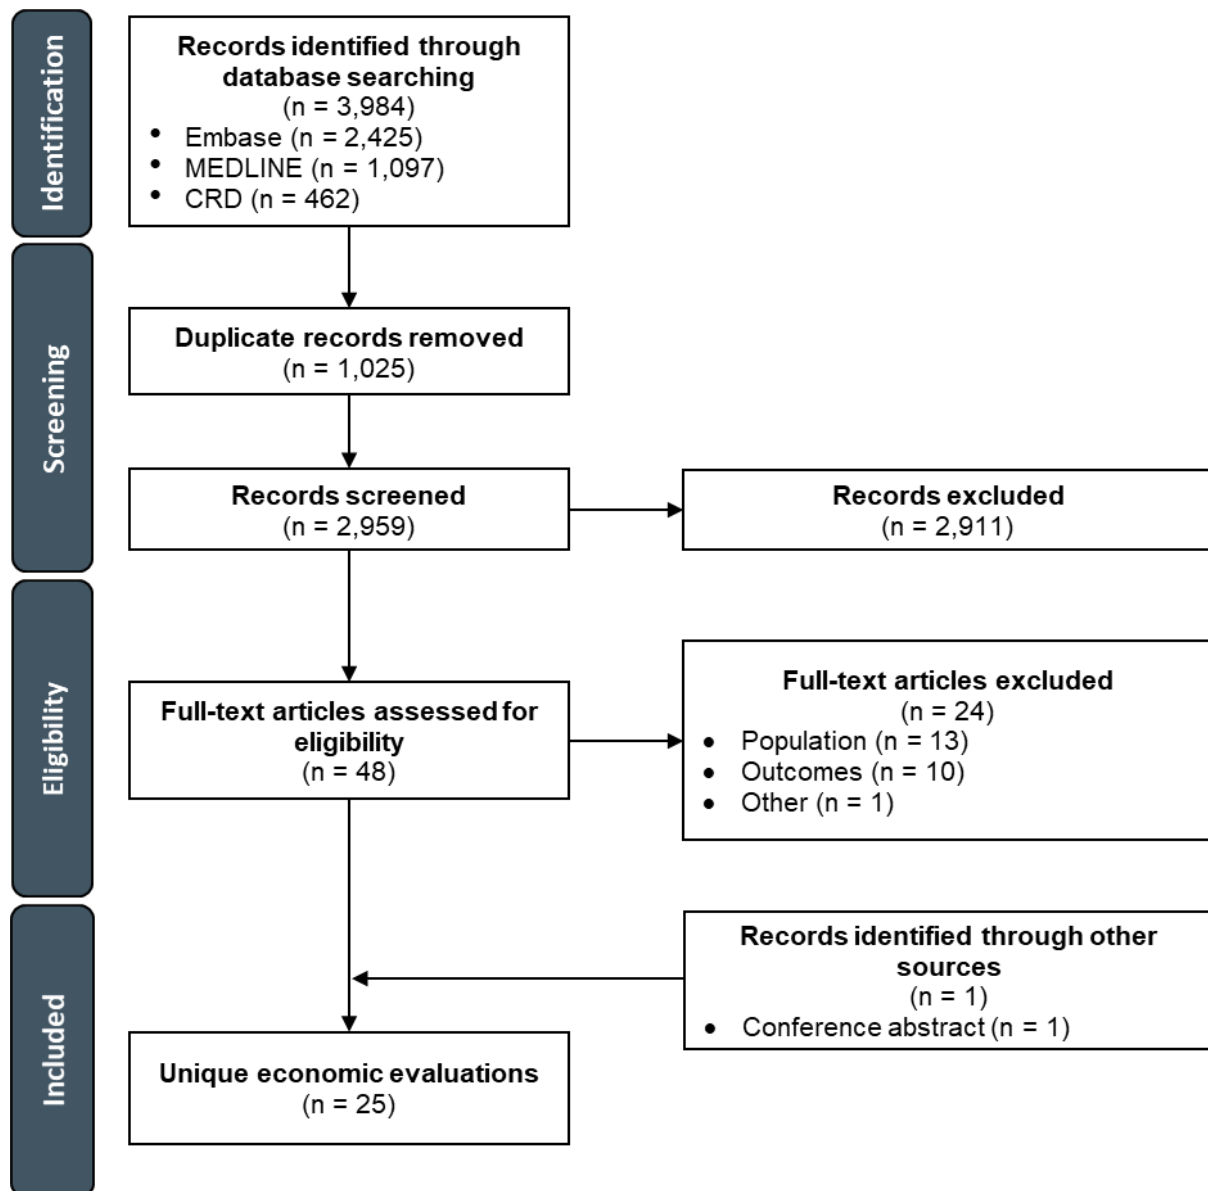 Identification
Records identified through
database searching
(n = 3,984)
• Embase (n = 2,425)
• MEDLINE (n = 1,097)
• CRD (n = 462)
Screening
Duplicate records removed
(n = 1,025)
Records screened
(n = 2,959)
Records excluded
(n = 2,911)
Eligibility
Full-text articles assessed for
eligibility
(n = 48)
Full-text articles excluded
(n = 24)
• Population (n = 13)
• Outcomes (n = 10)
• Other (n = 1)
Included
Records identified through other
sources
(n = 1)
• Conference abstract (n = 1)
Unique economic evaluations
(n = 25)